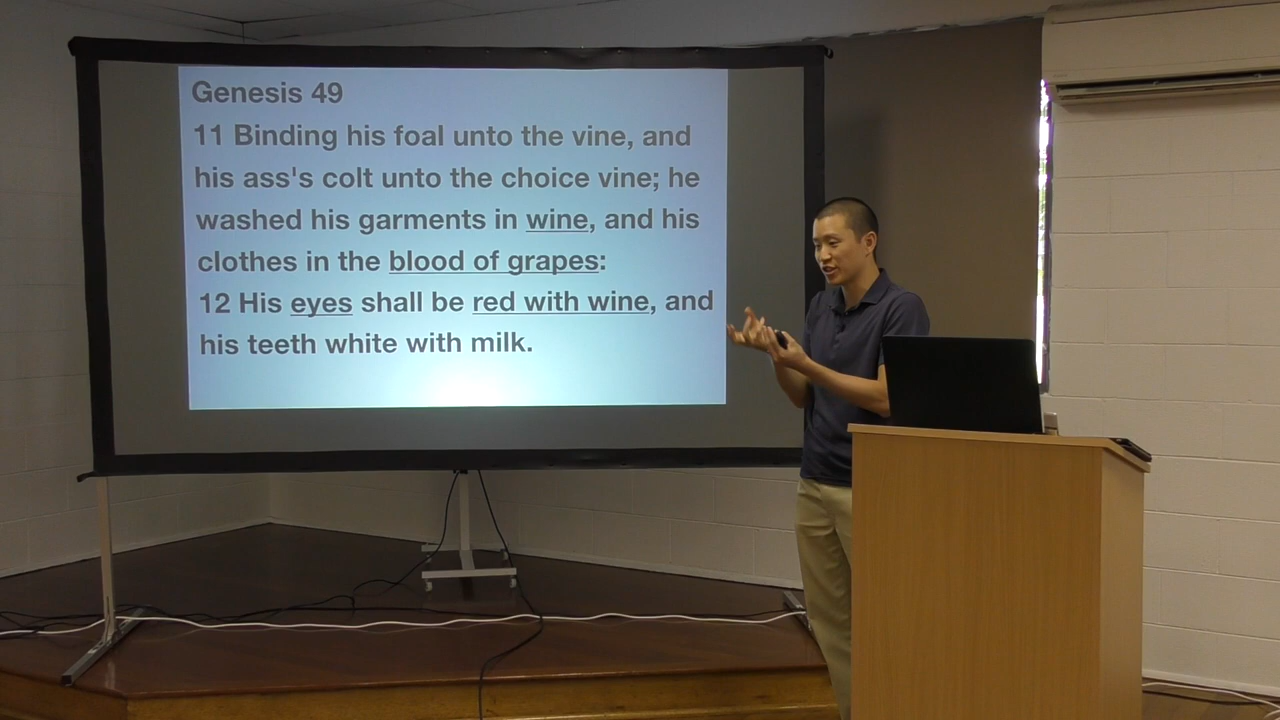 Genesis 49
11 Binding his foal unto the vine, and
his ass's colt unto the choice vine; he
washed his garments in wine, and his
clothes in the blood of grapes:
12 His eyes shall be red with wine, and
his teeth white with milk.